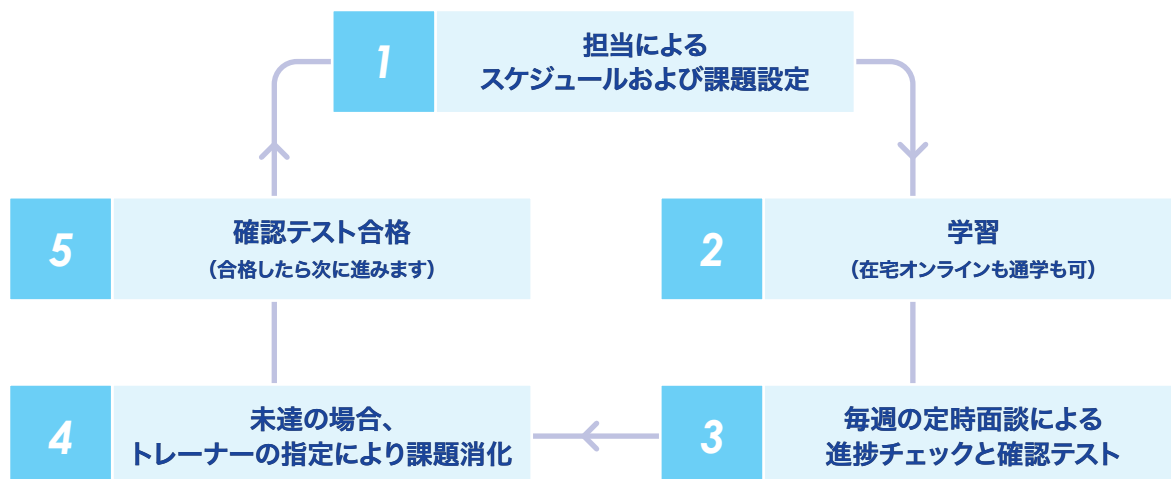 1
担当による
スケジュールおよび課題設定
2
学習
（在宅オンラインも通学も可）
3
毎週の定時面談による
進捗チェックと確認テスト
4
未達の場合、
トレーナーの指定により課題消化
5
確認テスト合格
（合格したら次に進みます）